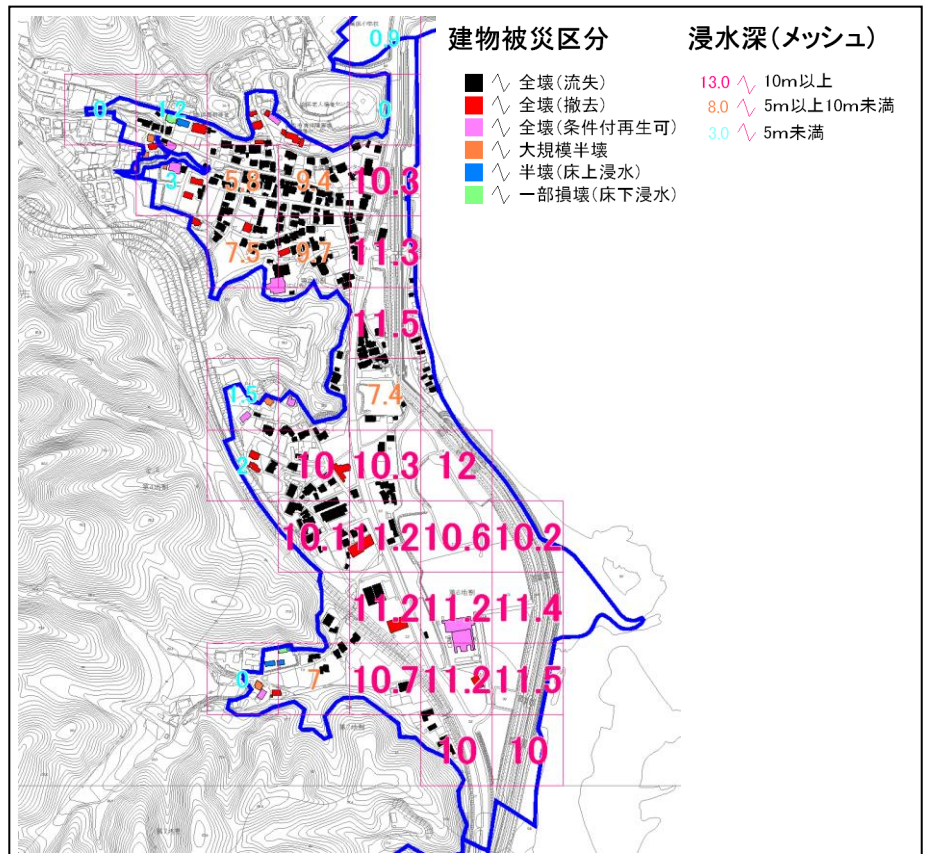 建物被災区分
全壊(流失)
全壊(撤去)
全壊(条件付再生可)
大規模半壊
半壊(床上浸水)
一部損壊(床下浸水)
浸水深(メッシュ)
13.0 10m以上
8.0 5m以上10m未満
3.0 5m未満
0.9
0 1.2 0
3 5.8 9.4 10.3
7.5 9.7 11.3
11.5
1.5 7.4
2 10 10.3 12
10.1 11.2 10.6 10.2
11.2 11.2 11.4
0 7 10.7 11.2 11.5
10 10